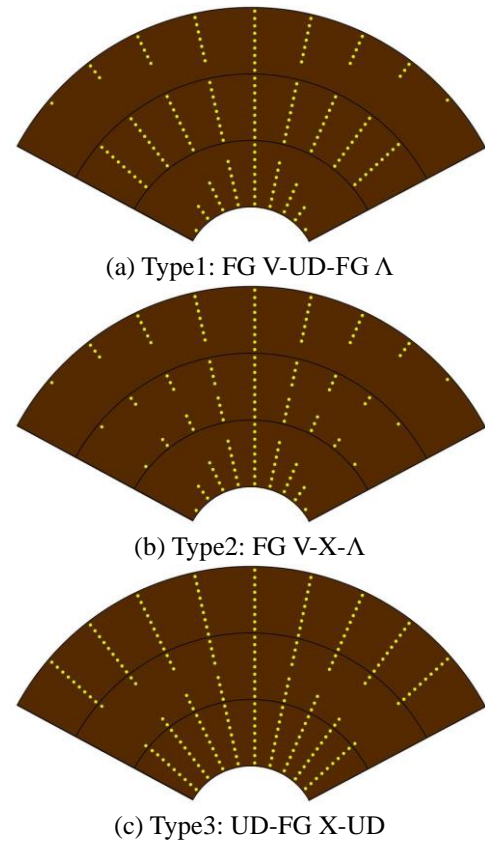 (a) Type1: FG V-UD-FG Λ
(b) Type2: FG V-X-Λ
(c) Type3: UD-FG X-UD